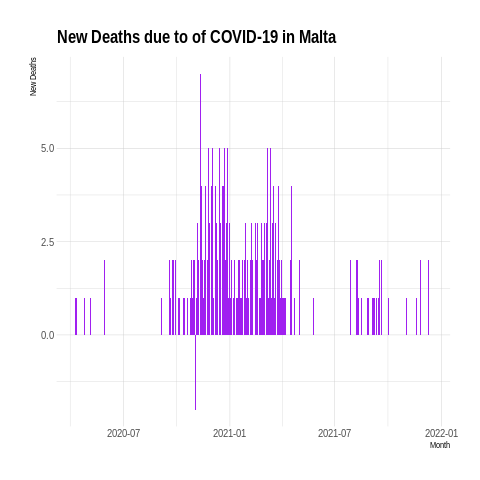 New Deaths due to of COVID-19 in Malta
New Deaths
5.0
2.5
0.0
2020-07 2021-01 2021-07 2022-01
Month